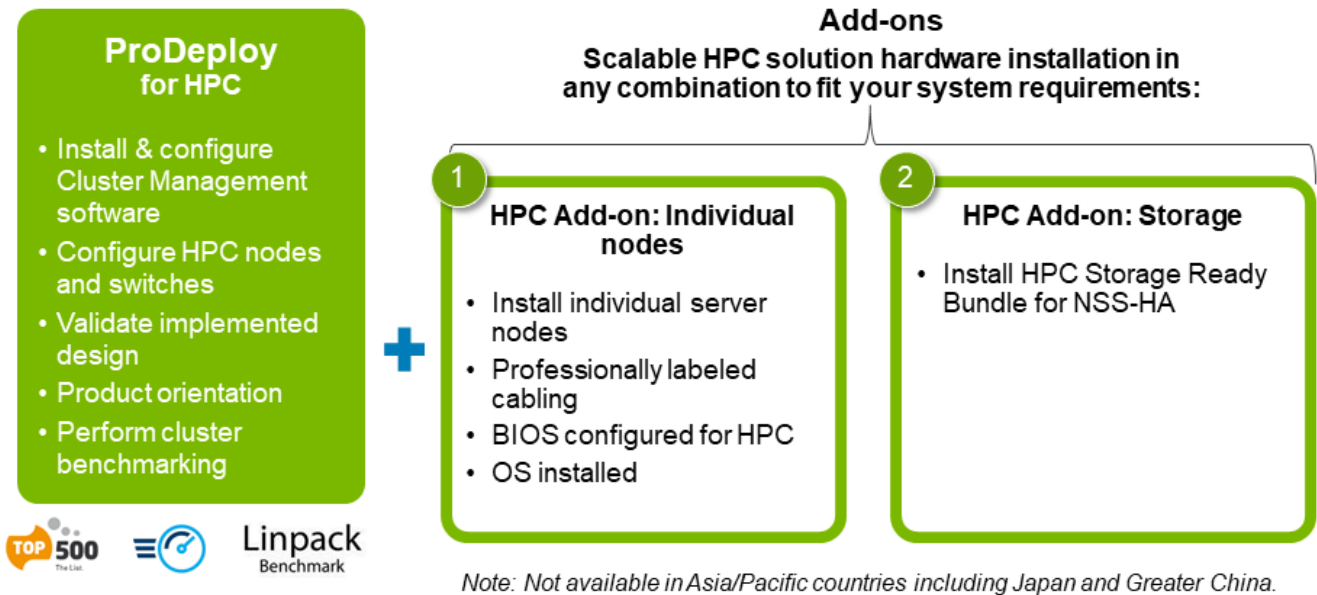 ProDeploy
for HPC
• Install & configure
Cluster Management
software
• Configure HPC nodes
and switches
• Validate implemented
design
• Product orientation
• Perform cluster
benchmarking
TOP 500
The List.
Linpack
Benchmark
Add-ons
Scalable HPC solution hardware installation in
any combination to fit your system requirements:
1
HPC Add-on: Individual
nodes
• Install individual server
nodes
• Professionally labeled
cabling
• BIOS configured for HPC
• OS installed
2
HPC Add-on: Storage
• Install HPC Storage Ready
Bundle for NSS-HA
Note: Not available in Asia/Pacific countries including Japan and Greater China.